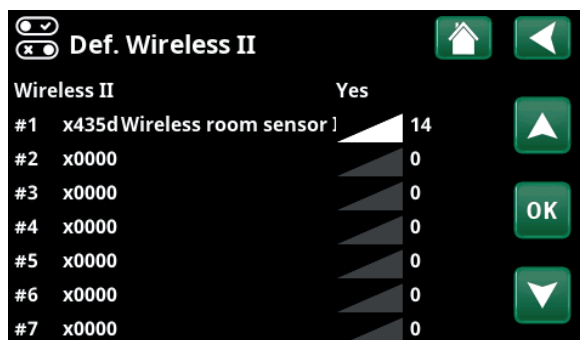 Def. Wireless II
Wireless II Yes
#1 x435d Wireless room sensor 14
#2 x0000 0
#3 x0000 0
#4 x0000 0
OK
#5 x0000 0
#6 x0000 0
#7 x0000 0